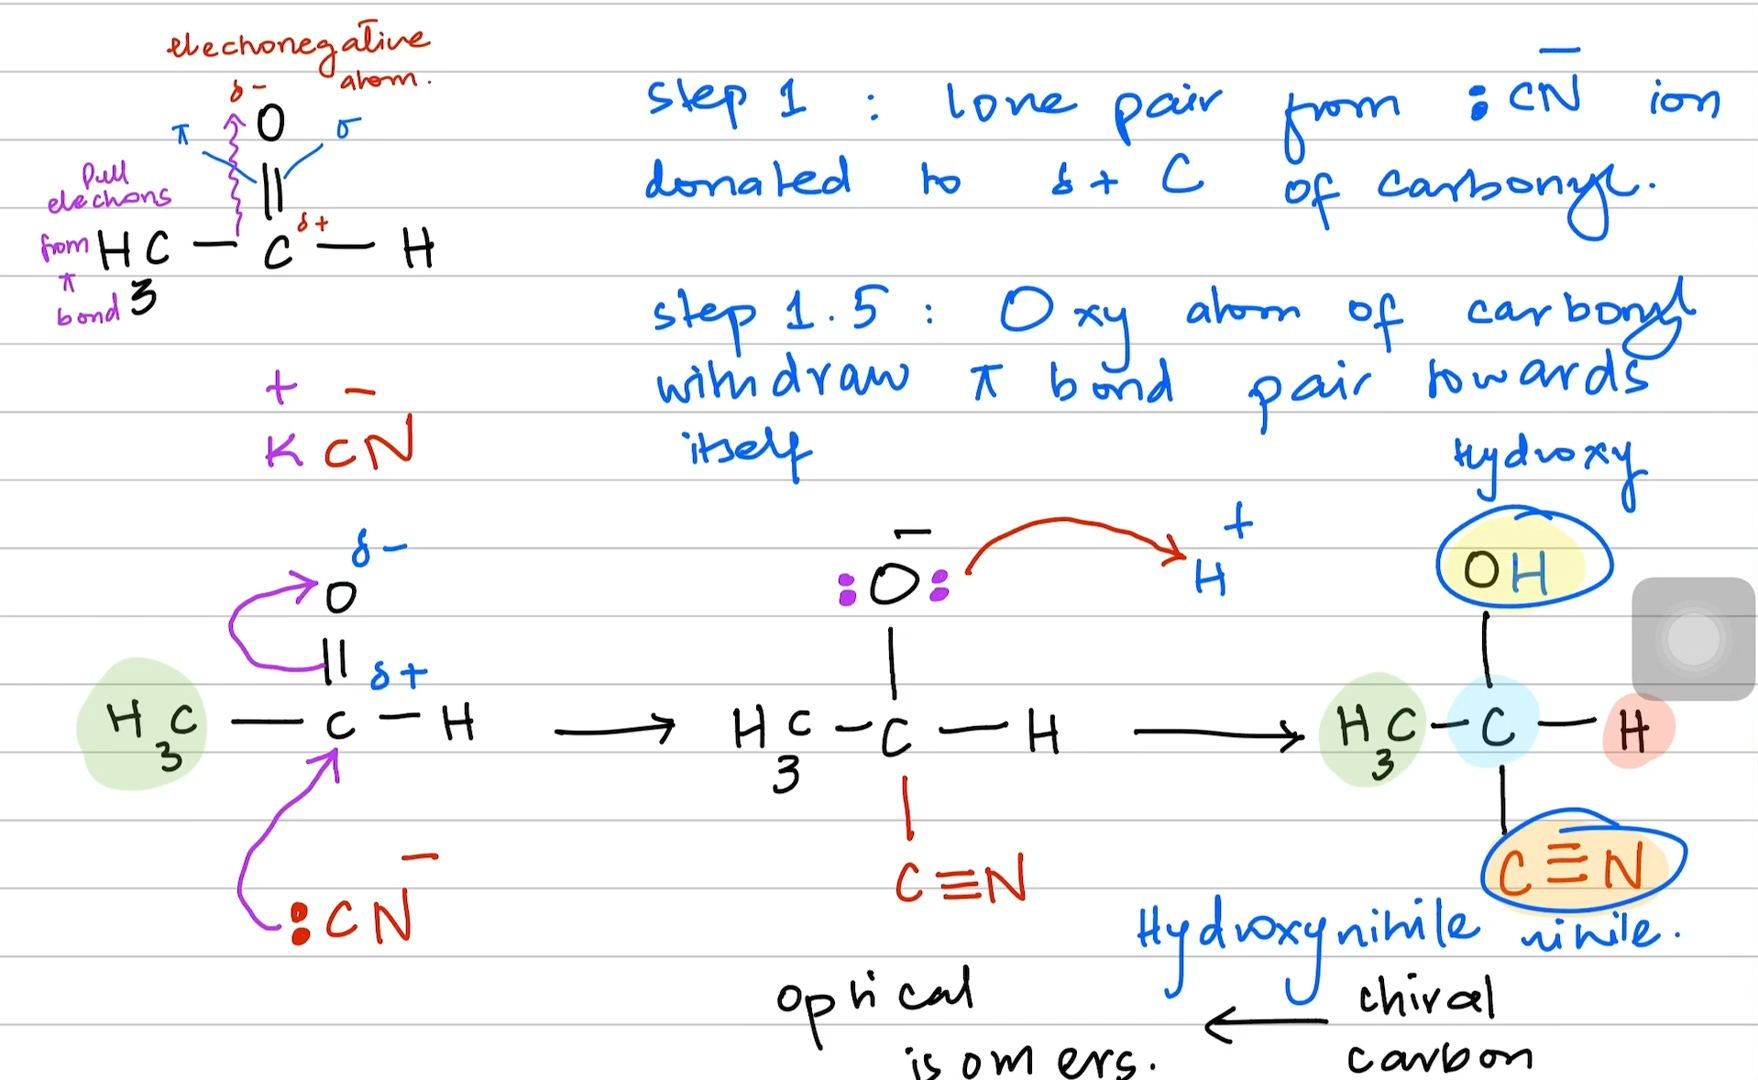 electronegative
atom.
δ-
π O σ
Pull
electrons
δ+
from H3C — C — H
π
bond
step 1 : lone pair from :CN⁻ ion
donated to δ+ C of carbonyl.
step 1.5 : Oxy atom of carbonyl
withdraw π bond pair towards
itself
K⁺ CN⁻
Hydroxy
δ-
O
δ+
H3C — C — H
:CN⁻
:O:⁻ H⁺
H3C — C — H
C≡N
OH
H3C — C — H
C≡N
Hydroxynitrile nitrile.
optical
isomers.
chiral
carbon